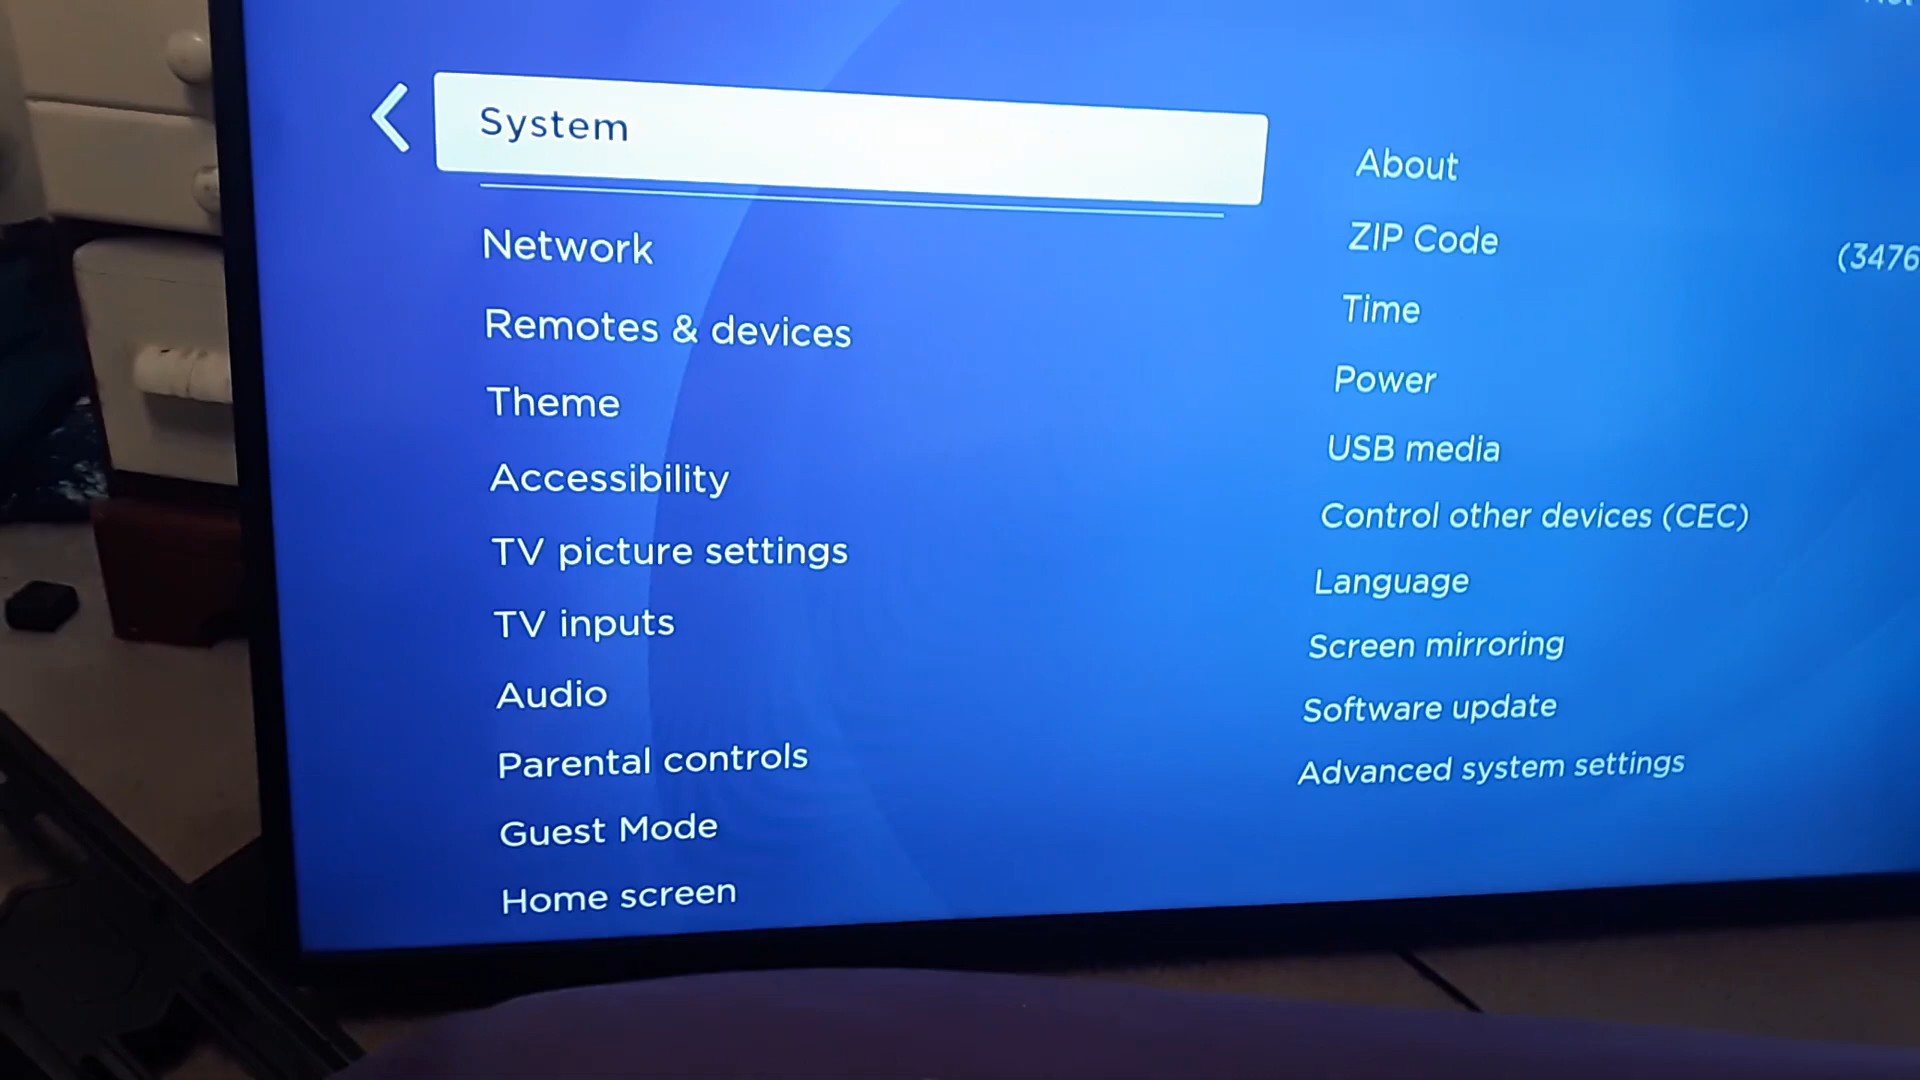 System
Network
Remotes & devices
Theme
Accessibility
TV picture settings
TV inputs
Audio
Parental controls
Guest Mode
Home screen
About
ZIP Code
(3476
Time
Power
USB media
Control other devices (CEC)
Language
Screen mirroring
Software update
Advanced system settings